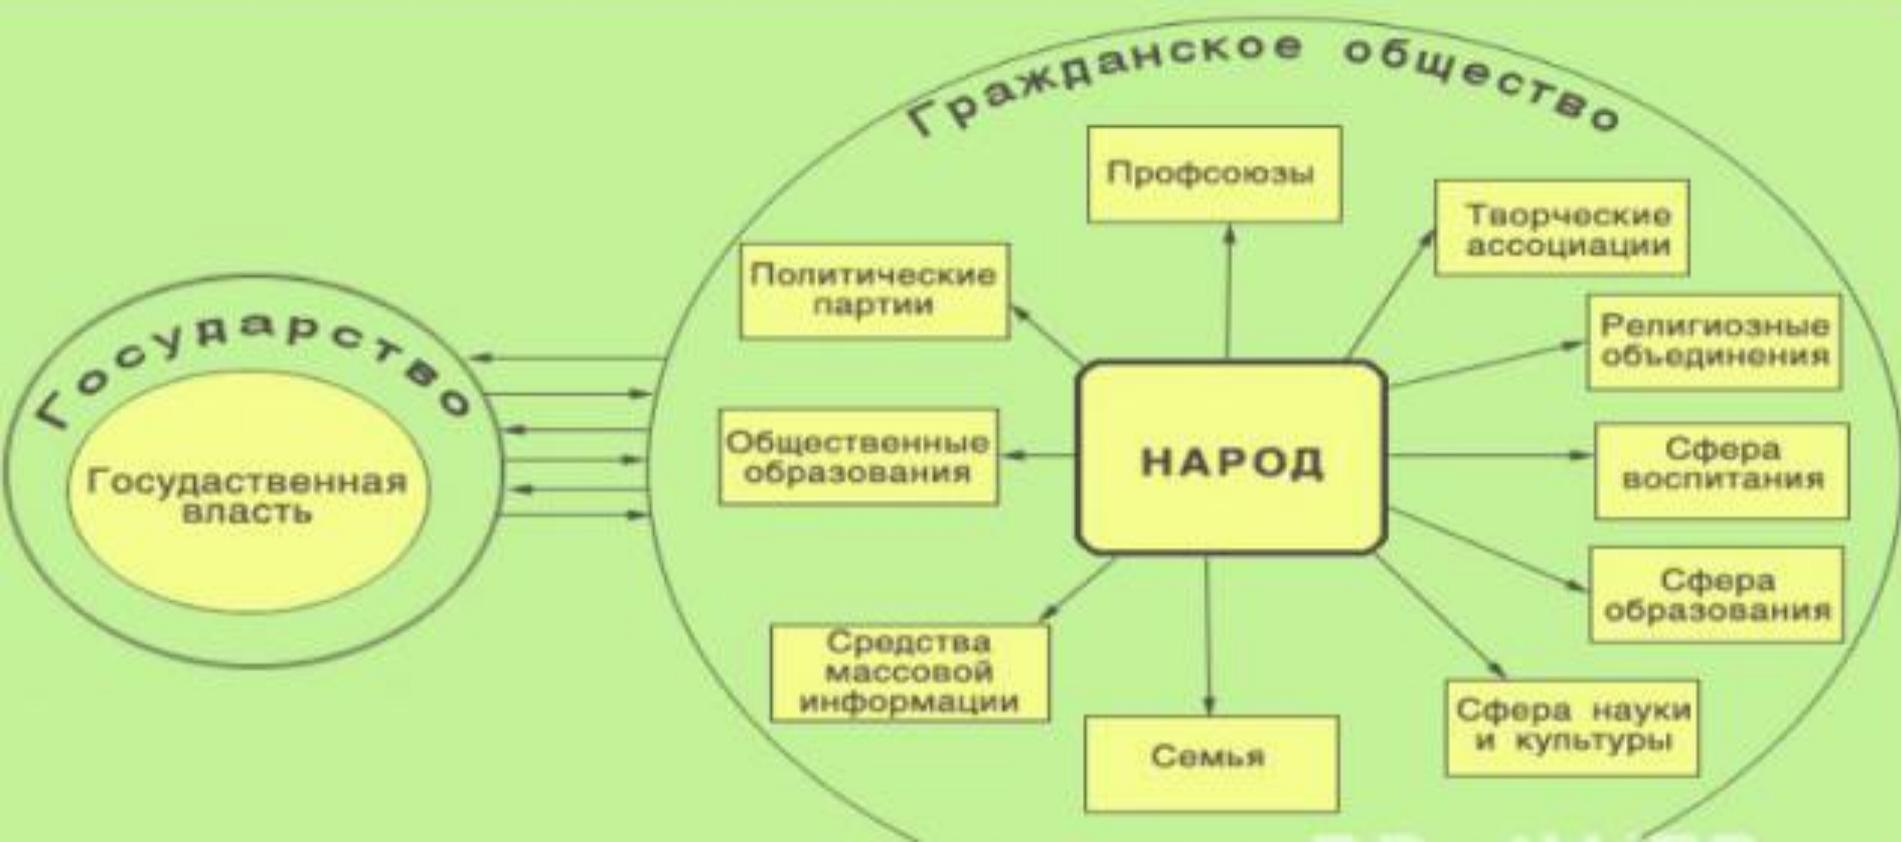 Гражданское общество
Профсоюзы
Творческие
ассоциации
Политические
партии
Религиозные
объединения
Государство
Общественные
образования
НАРОД
Сфера
воспитания
Государственная
власть
Сфера
образования
Средства
массовой
информации
Сфера науки
и культуры
Семья